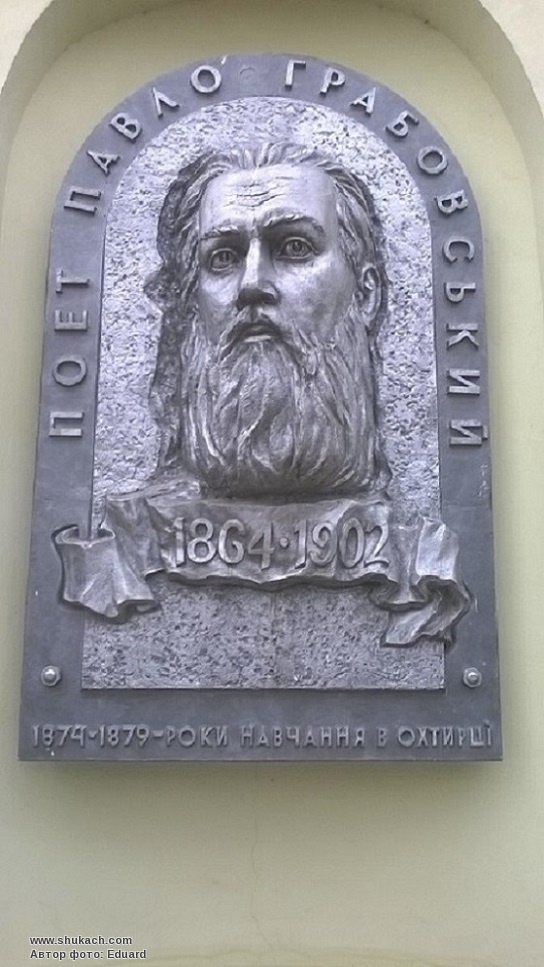 ПОЕТ ПАВЛО ГРАБОВСЬКИЙ
1864·1902
1874-1879-РОКИ НАВЧАННЯ В ОХТИРЦІ
www.shukach.com
Автор фото: Eduard